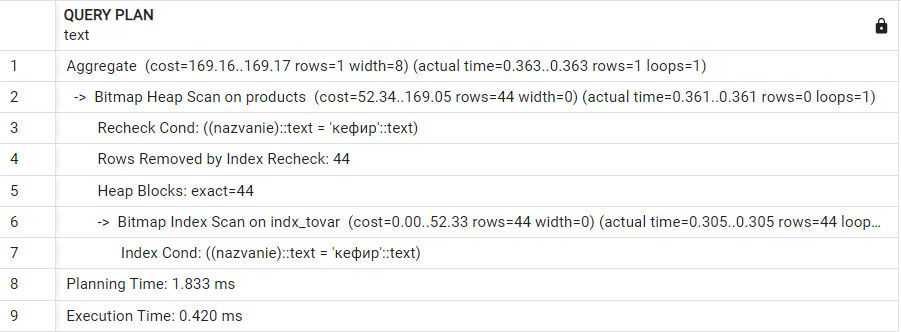 QUERY PLAN
text
1 Aggregate (cost=169.16..169.17 rows=1 width=8) (actual time=0.363..0.363 rows=1 loops=1)
2 -> Bitmap Heap Scan on products (cost=52.34..169.05 rows=44 width=0) (actual time=0.361..0.361 rows=0 loops=1)
3 Recheck Cond: ((nazvanie)::text = 'кефир'::text)
4 Rows Removed by Index Recheck: 44
5 Heap Blocks: exact=44
6 -> Bitmap Index Scan on indx_tovar (cost=0.00..52.33 rows=44 width=0) (actual time=0.305..0.305 rows=44 loop...
7 Index Cond: ((nazvanie)::text = 'кефир'::text)
8 Planning Time: 1.833 ms
9 Execution Time: 0.420 ms